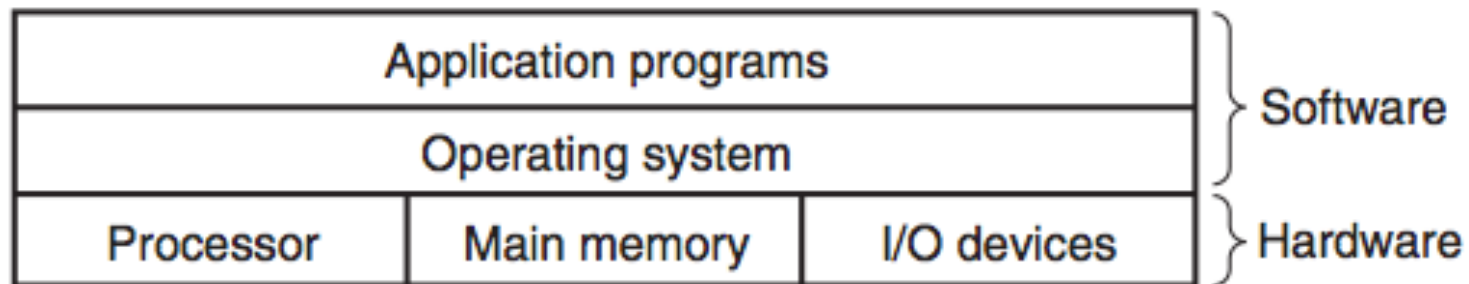 Application programs
Operating system
Software
Processor Main memory I/O devices
Hardware